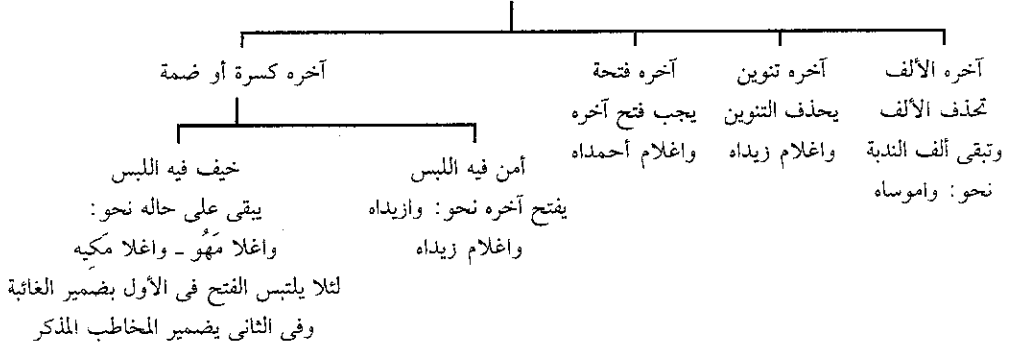 آخره الألف
تحذف الألف
وتبقى ألف الندبة
نحو: واموساه
آخره تنوين
يحذف التنوين
واغلام زيداه
آخره فتحة
يجب فتح آخره
واغلام أحمداه
آخره كسرة أو ضمة
أمن فيه اللبس
يفتح آخره نحو: وازيداه
واغلام زيداه
خيف فيه اللبس
يبقى على حاله نحو:
واغلا مَهُو ـ واغلا مَكِيه
لئلا يلتبس الفتح فى الأول بضمير الغائبة
وفى الثانى يضمير المخاطب المذكر